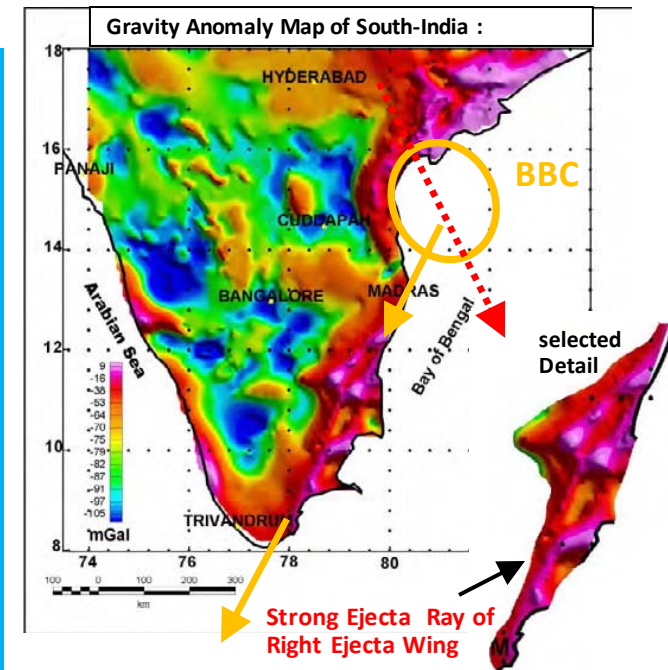 Gravity Anomaly Map of South-India :
18
HYDERABAD
16
PANAJI
BBC
CUDDAPAH
14
BANGALORE
MADRAS
Arabian Sea
Bay of Bengal
selected
Detail
12
9
-16
-38
-53
-64
-70
-75
-79
-82
-87
-91
-97
-105
mGal
10
TRIVANDRUM
8
74
76
78
80
100 0 100 200 300
km
Strong Ejecta Ray of
Right Ejecta Wing
M